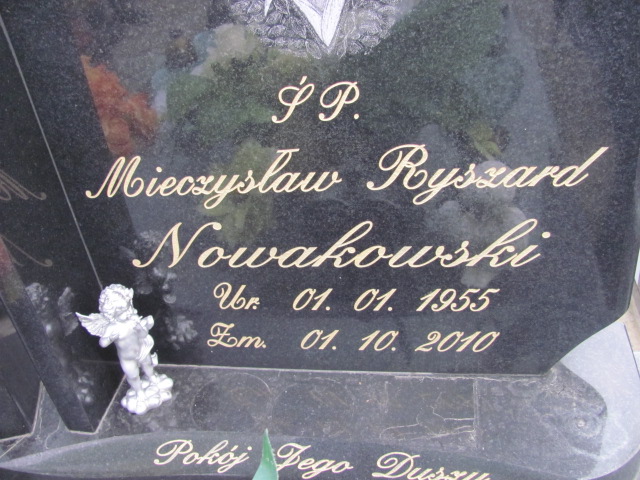 Ś P.
Mieczysław Ryszard
Nowakowski
Ur. 01. 01. 1955
Zm. 01. 10. 2010
Pokój Jego Duszy